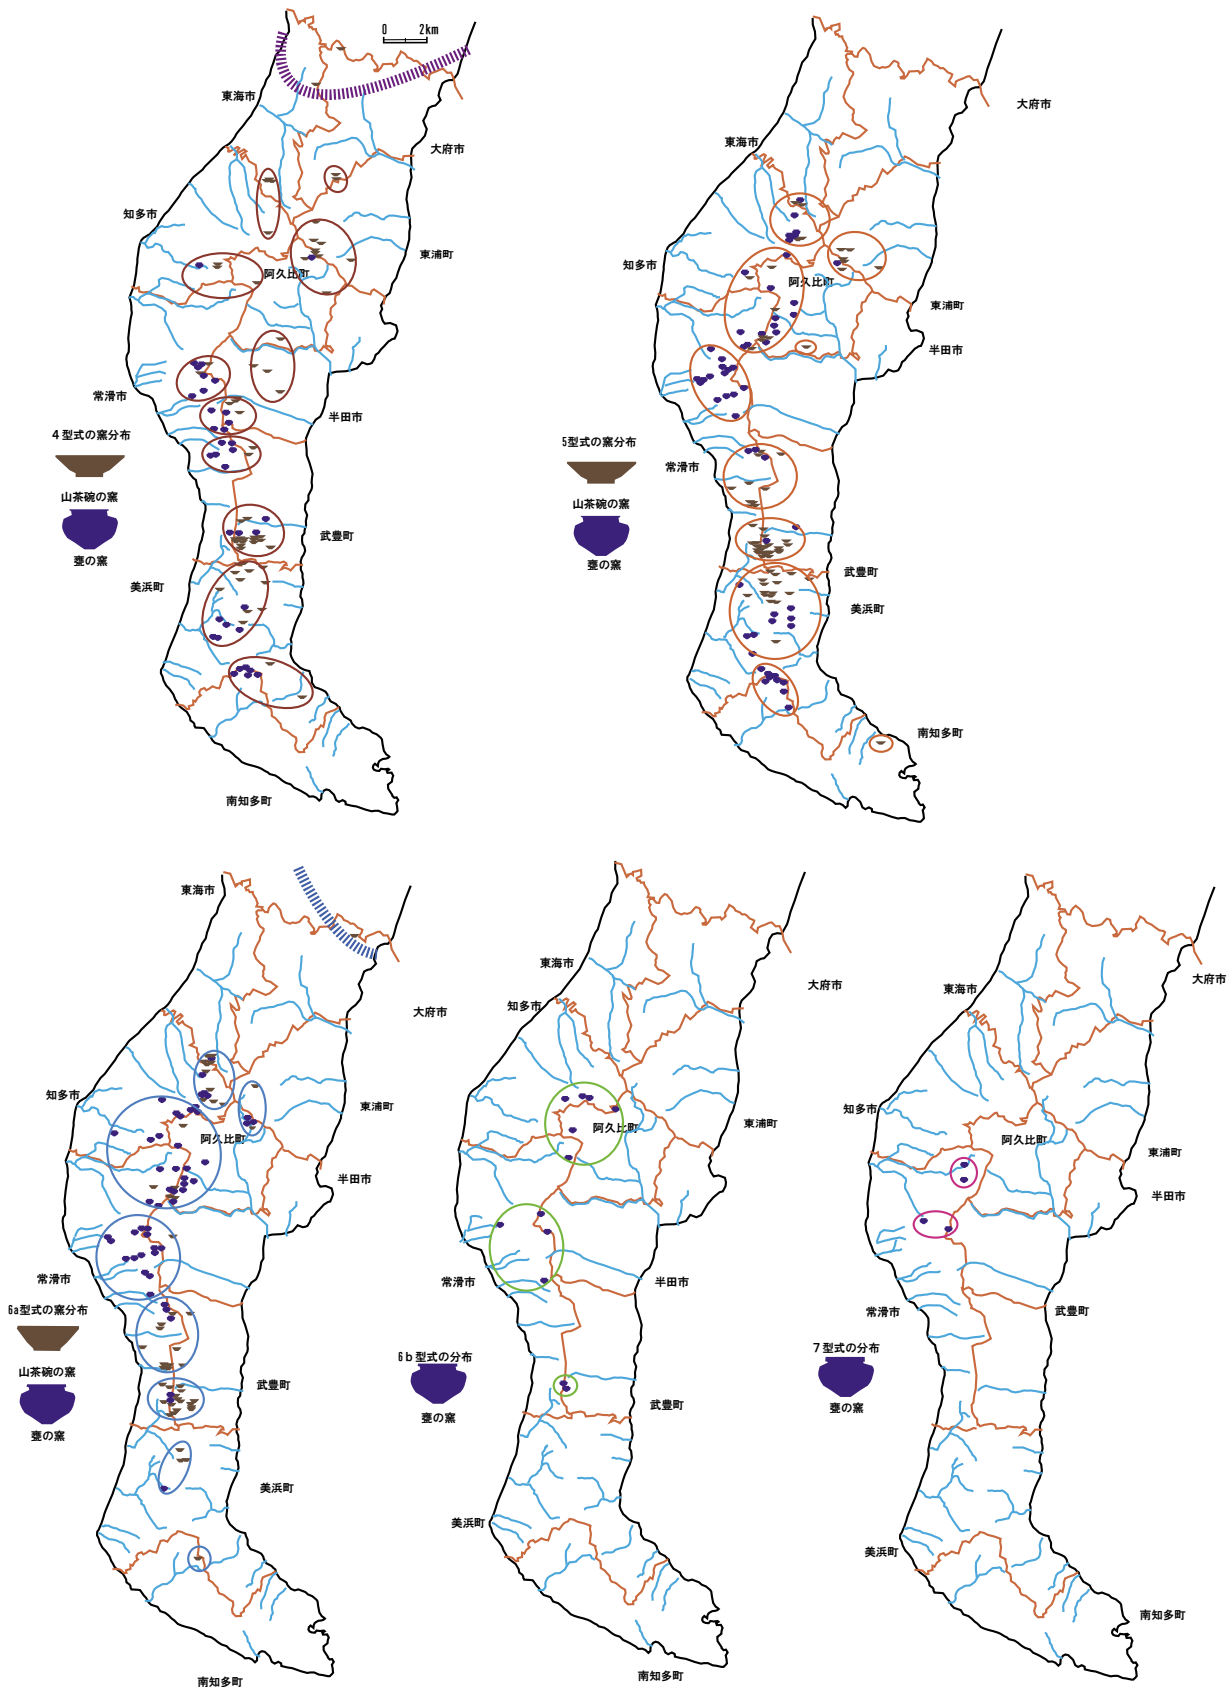 0 2km
東海市
大府市
知多市
東浦町
阿久比町
常滑市
半田市
4型式の窯分布
山茶碗の窯
甕の窯
武豊町
美浜町
南知多町
大府市
東海市
知多市
阿久比町
東浦町
半田市
5型式の窯分布
常滑市
山茶碗の窯
甕の窯
武豊町
美浜町
南知多町
東海市
大府市
知多市
東浦町
阿久比町
半田市
常滑市
6a型式の窯分布
山茶碗の窯
武豊町
甕の窯
美浜町
南知多町
東海市
大府市
知多市
東浦町
阿久比町
常滑市
半田市
6b型式の分布
武豊町
甕の窯
美浜町
南知多町
大府市
東海市
知多市
阿久比町
東浦町
半田市
常滑市
武豊町
7型式の分布
甕の窯
美浜町
南知多町